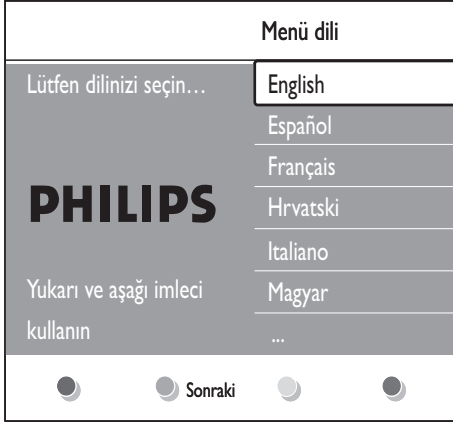 Menü dili
Lütfen dilinizi seçin...
English
Español
Français
PHILIPS
Hrvatski
Italiano
Yukarı ve aşağı imleci
kullanın
Magyar
...
Sonraki